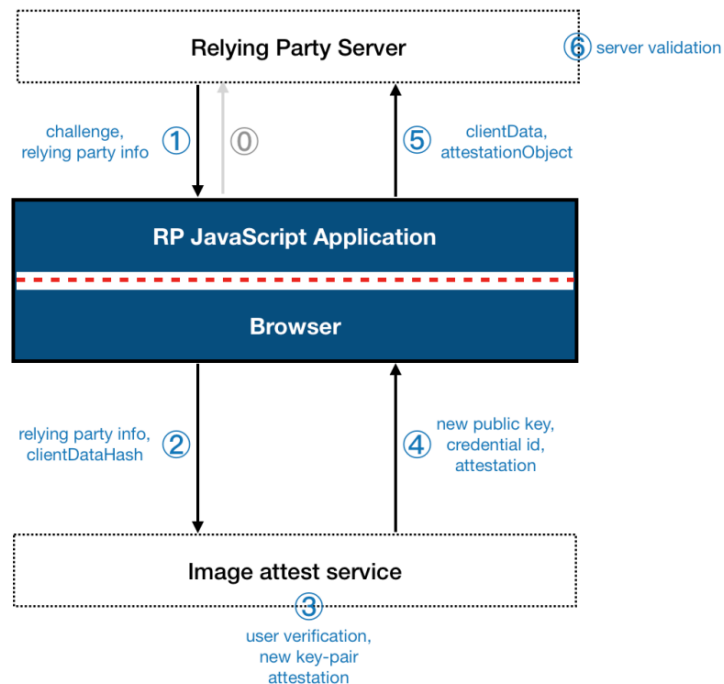 Relying Party Server
⑥ server validation
challenge,
relying party info
①
⓪
⑤
clientData,
attestationObject
RP JavaScript Application
Browser
relying party info,
clientDataHash
②
④
new public key,
credential id,
attestation
Image attest service
③
user verification,
new key-pair
attestation